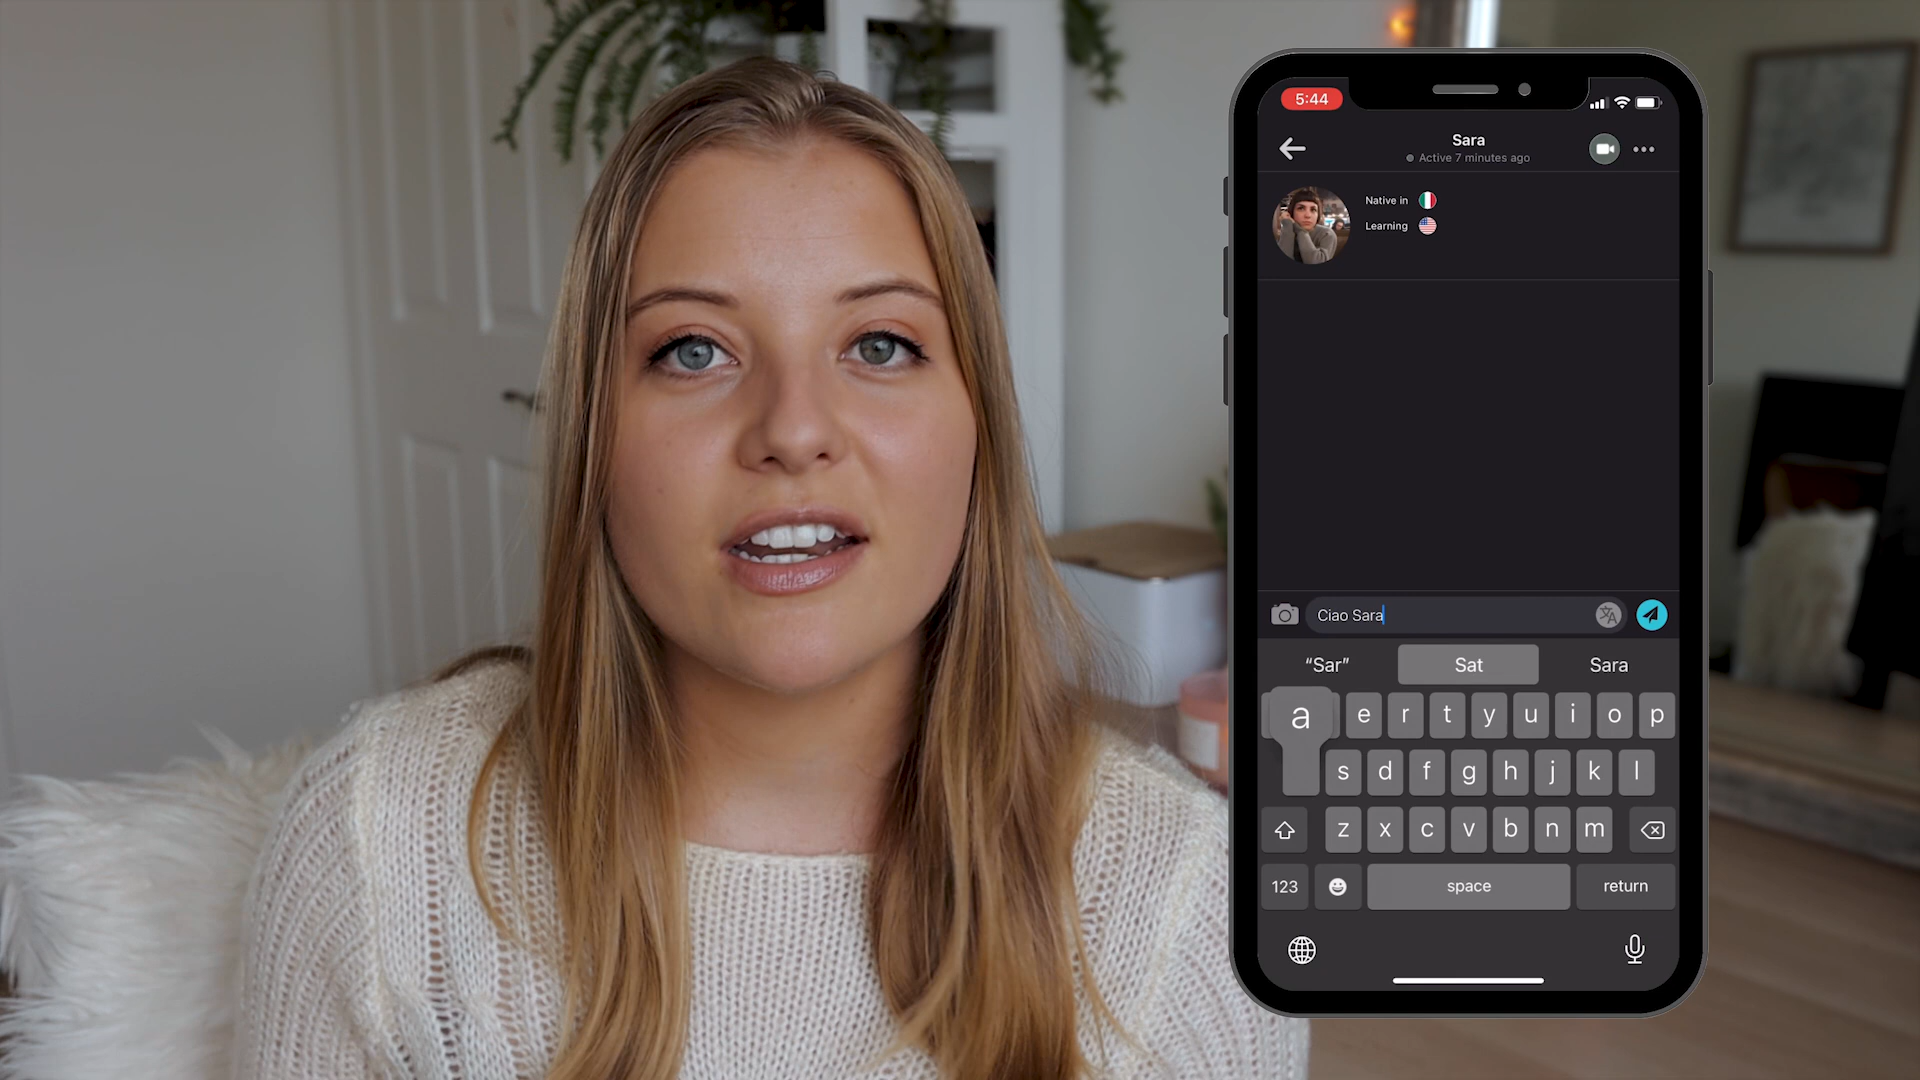 5:44
Sara
Active 7 minutes ago
Native in
Learning
Ciao Sara
“Sar” Sat Sara
a e r t y u i o p
s d f g h j k l
z x c v b n m
123 space return